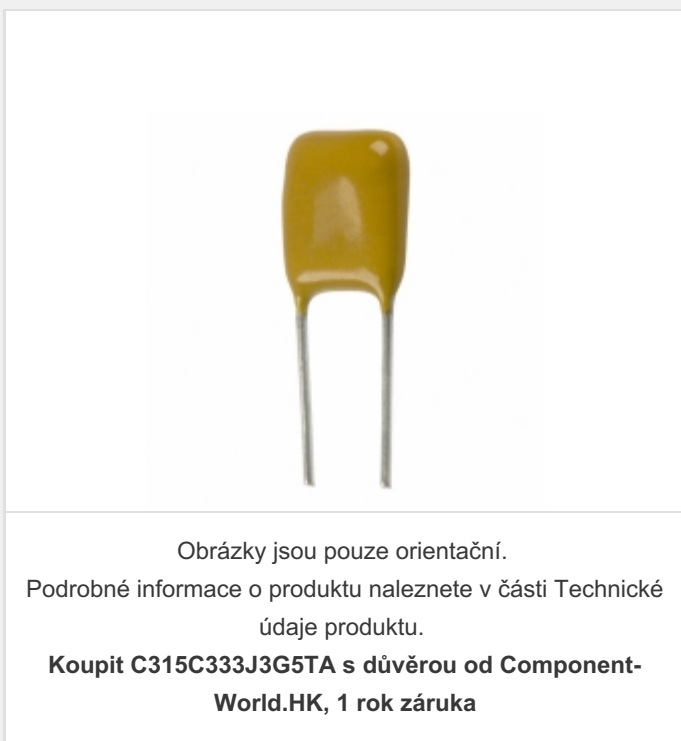 Obrázky jsou pouze orientační.
Podrobné informace o produktu naleznete v části Technické
údaje produktu.
Koupit C315C333J3G5TA s důvěrou od Component-
World.HK, 1 rok záruka